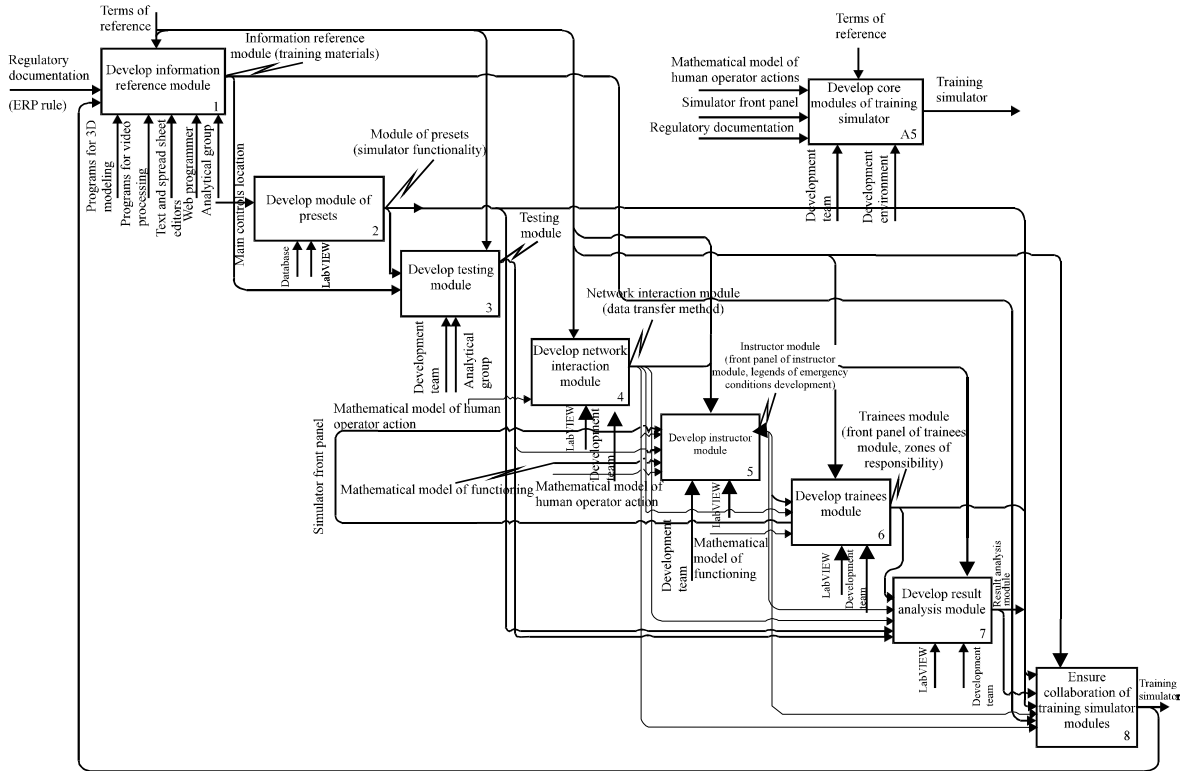 Terms of
reference
Regulatory
documentation
(ERP rule)
Develop information
reference module
1
Information reference
module (training materials)
Programs for 3D
modeling
Programs for video
processing
Text and spread sheet
editors
Web programmer
Analytical group
Main controls location
Module of presets
(simulator functionality)
Develop module of
presets
2
Database
LabVIEW
Testing
module
Develop testing
module
3
Development
team
Analytical
group
Network interaction module
(data transfer method)
Develop network
interaction
module
4
Mathematical model of human
operator action
LabVIEW
Development
team
Instructor module
(front panel of instructor
module, legends of emergency
conditions development)
Develop instructor
module
5
Simulator front panel
Mathematical model of functioning
Mathematical model of
human operator action
Development
team
LabVIEW
Mathematical
model of
functioning
Trainees module
(front panel of trainees
module, zones of
responsibility)
Develop trainees
module
6
LabVIEW
Development
team
Develop result
analysis module
7
Result analysis
module
LabVIEW
Development
team
Ensure
collaboration of
training simulator
modules
8
Training
simulator
Terms of
reference
Mathematical model of
human operator actions
Simulator front panel
Regulatory documentation
Develop core
modules of training
simulator
A5
Training
simulator
Development
team
Development
environment